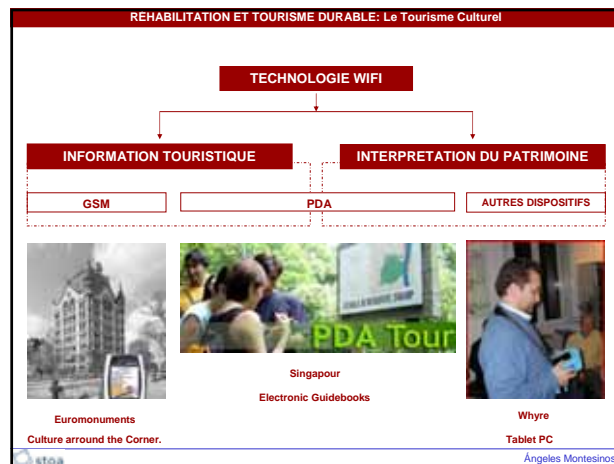 RÉHABILITATION ET TOURISME DURABLE: Le Tourisme Culturel
TECHNOLOGIE WIFI
INFORMATION TOURISTIQUE
INTERPRETATION DU PATRIMOINE
GSM
PDA
AUTRES DISPOSITIFS
PDA Tour
Singapour
Electronic Guidebooks
Euromonuments
Culture arround the Corner.
Whyre
Tablet PC
stoa
Ángeles Montesinos